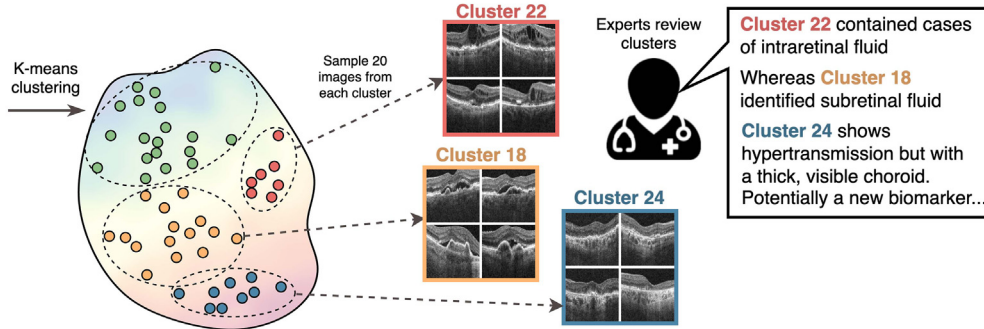 K-means
clustering
Sample 20
images from
each cluster
Cluster 22
Cluster 18
Cluster 24
Experts review
clusters
Cluster 22 contained cases
of intraretinal fluid
Whereas Cluster 18
identified subretinal fluid
Cluster 24 shows
hypertransmission but with
a thick, visible choroid.
Potentially a new biomarker...